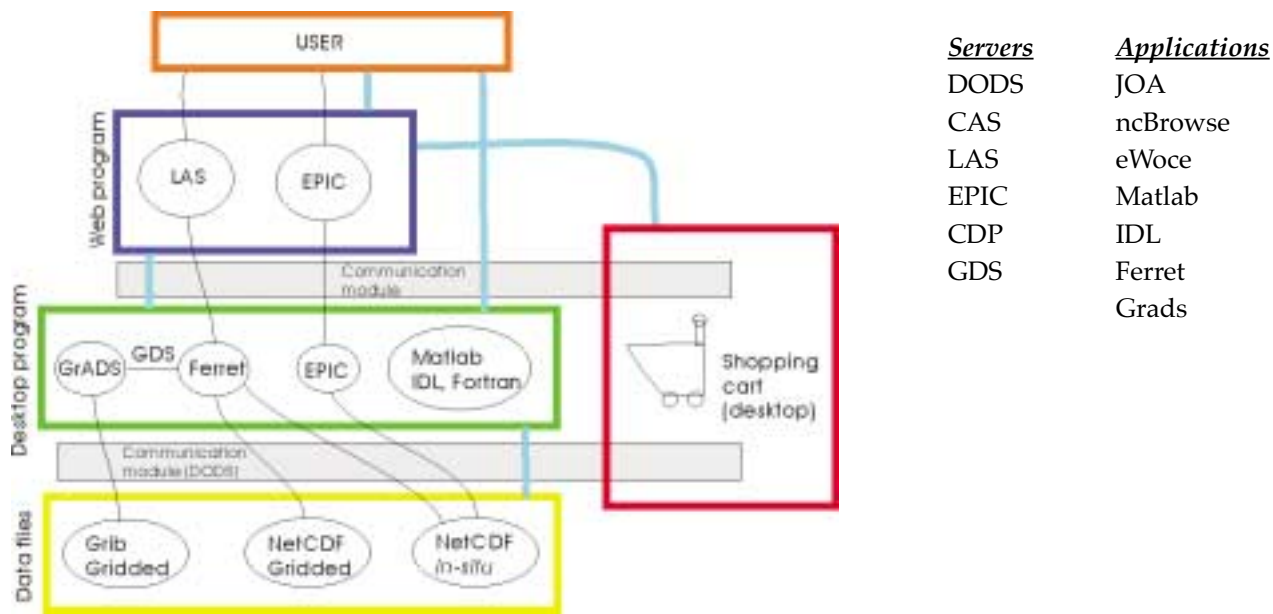 USER
Web program
LAS
EPIC
Communication
module
Desktop program
GrADS
GDS
Ferret
EPIC
Matlab
IDL, Fortran
Shopping
cart
(desktop)
Communication
module (DODS)
Data files
Grib
Gridded
NetCDF
Gridded
NetCDF
in-situ
Servers Applications
DODS JOA
CAS ncBrowse
LAS eWoce
EPIC Matlab
CDP IDL
GDS Ferret
Grads